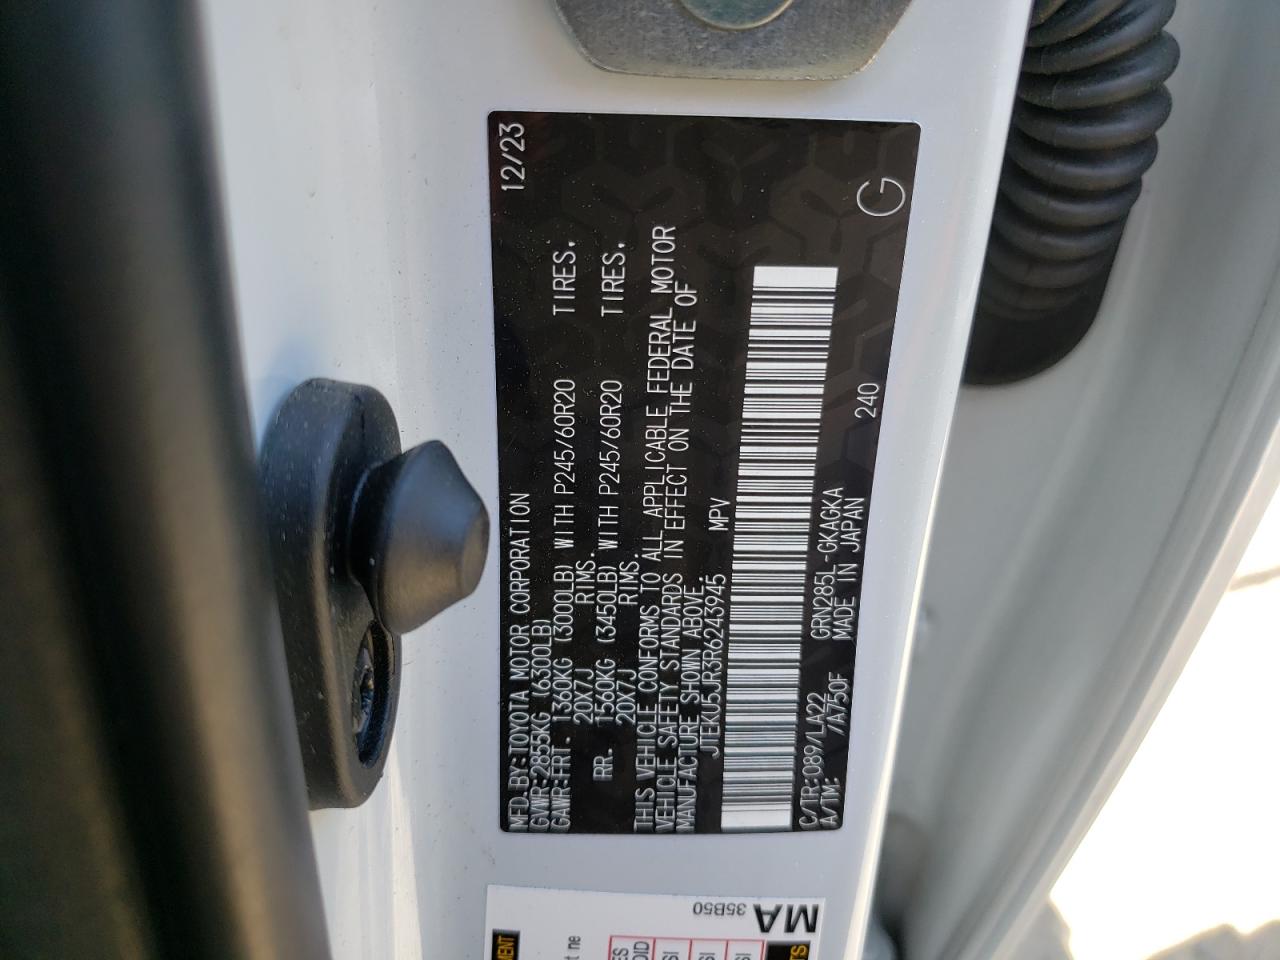 MFD.BY:TOYOTA MOTOR CORPORATION 12/23
GVWR:2855KG (6300LB)
GAWR:FRT. 1360KG (3000LB) WITH P245/60R20 TIRES.
20X7J RIMS.
RR. 1560KG (3450LB) WITH P245/60R20 TIRES.
20X7J RIMS.
THIS VEHICLE CONFORMS TO ALL APPLICABLE FEDERAL MOTOR
VEHICLE SAFETY STANDARDS IN EFFECT ON THE DATE OF
MANUFACTURE SHOWN ABOVE.
JTEKU5JR3R6243945 MPV
C/TR:089/LA22 GRN285L-GKAGKA 240 G
A/TM: /A750F MADE IN JAPAN
MA
35B50